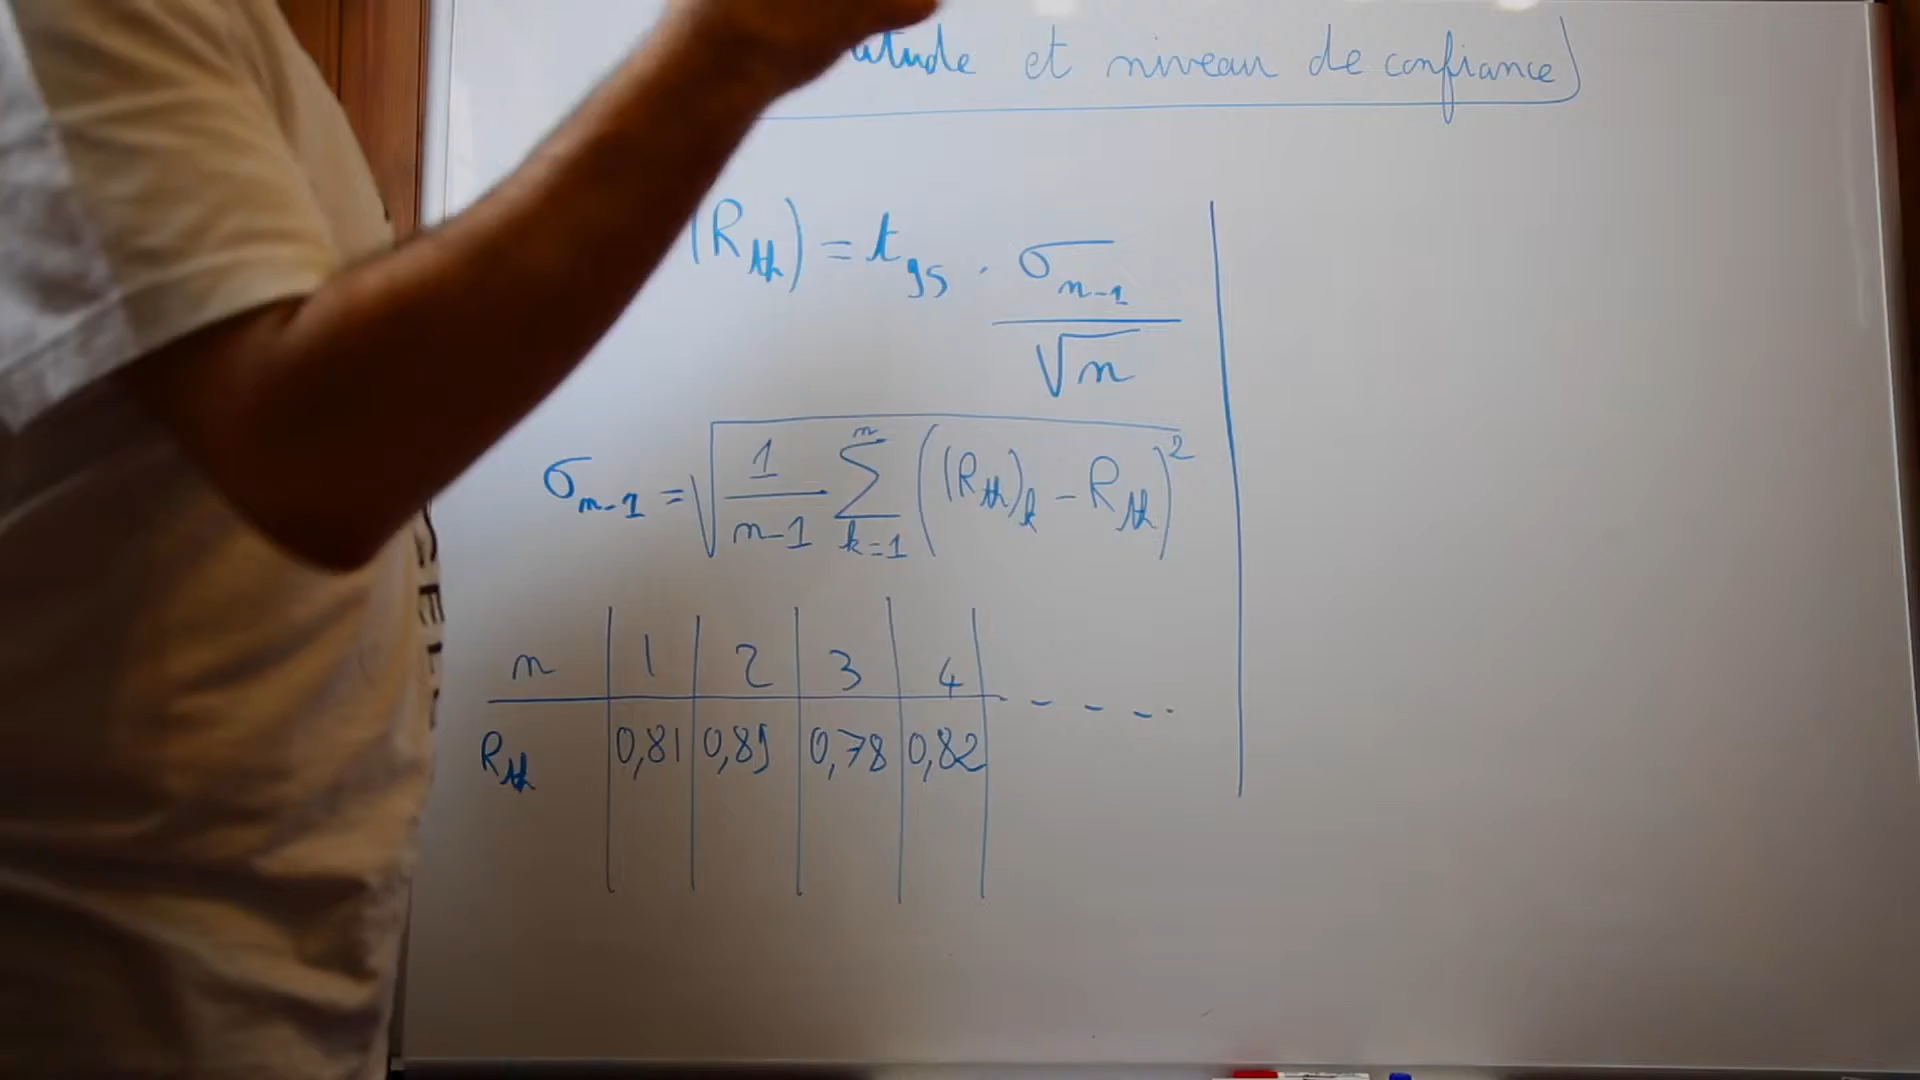 et niveau de confiance
(R_th) = t_95 · σ_n-1 / √n
σ_n-1 = √(1/(n-1) Σ_{k=1}^{n} ((R_th)_k - R_th)²)
n 1 2 3 4 - - - -
R_th 0,81 0,85 0,78 0,82